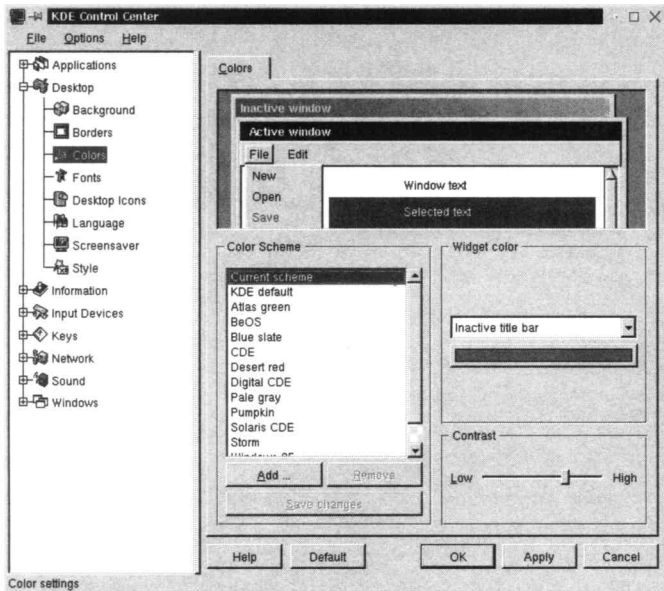 KDE Control Center
File Options Help
Applications
Desktop
Background
Borders
Colors
Fonts
Desktop Icons
Language
Screensaver
Style
Information
Input Devices
Keys
Network
Sound
Windows
Colors
Inactive window
Active window
File Edit
New
Open
Save
Window text
Selected text
Color Scheme
Current scheme
KDE default
Atlas green
BeOS
Blue slate
CDE
Desert red
Digital CDE
Pale gray
Pumpkin
Solaris CDE
Storm
Add ...
Remove
Save changes
Widget color
Inactive title bar
Contrast
Low High
Help Default OK Apply Cancel
Color settings